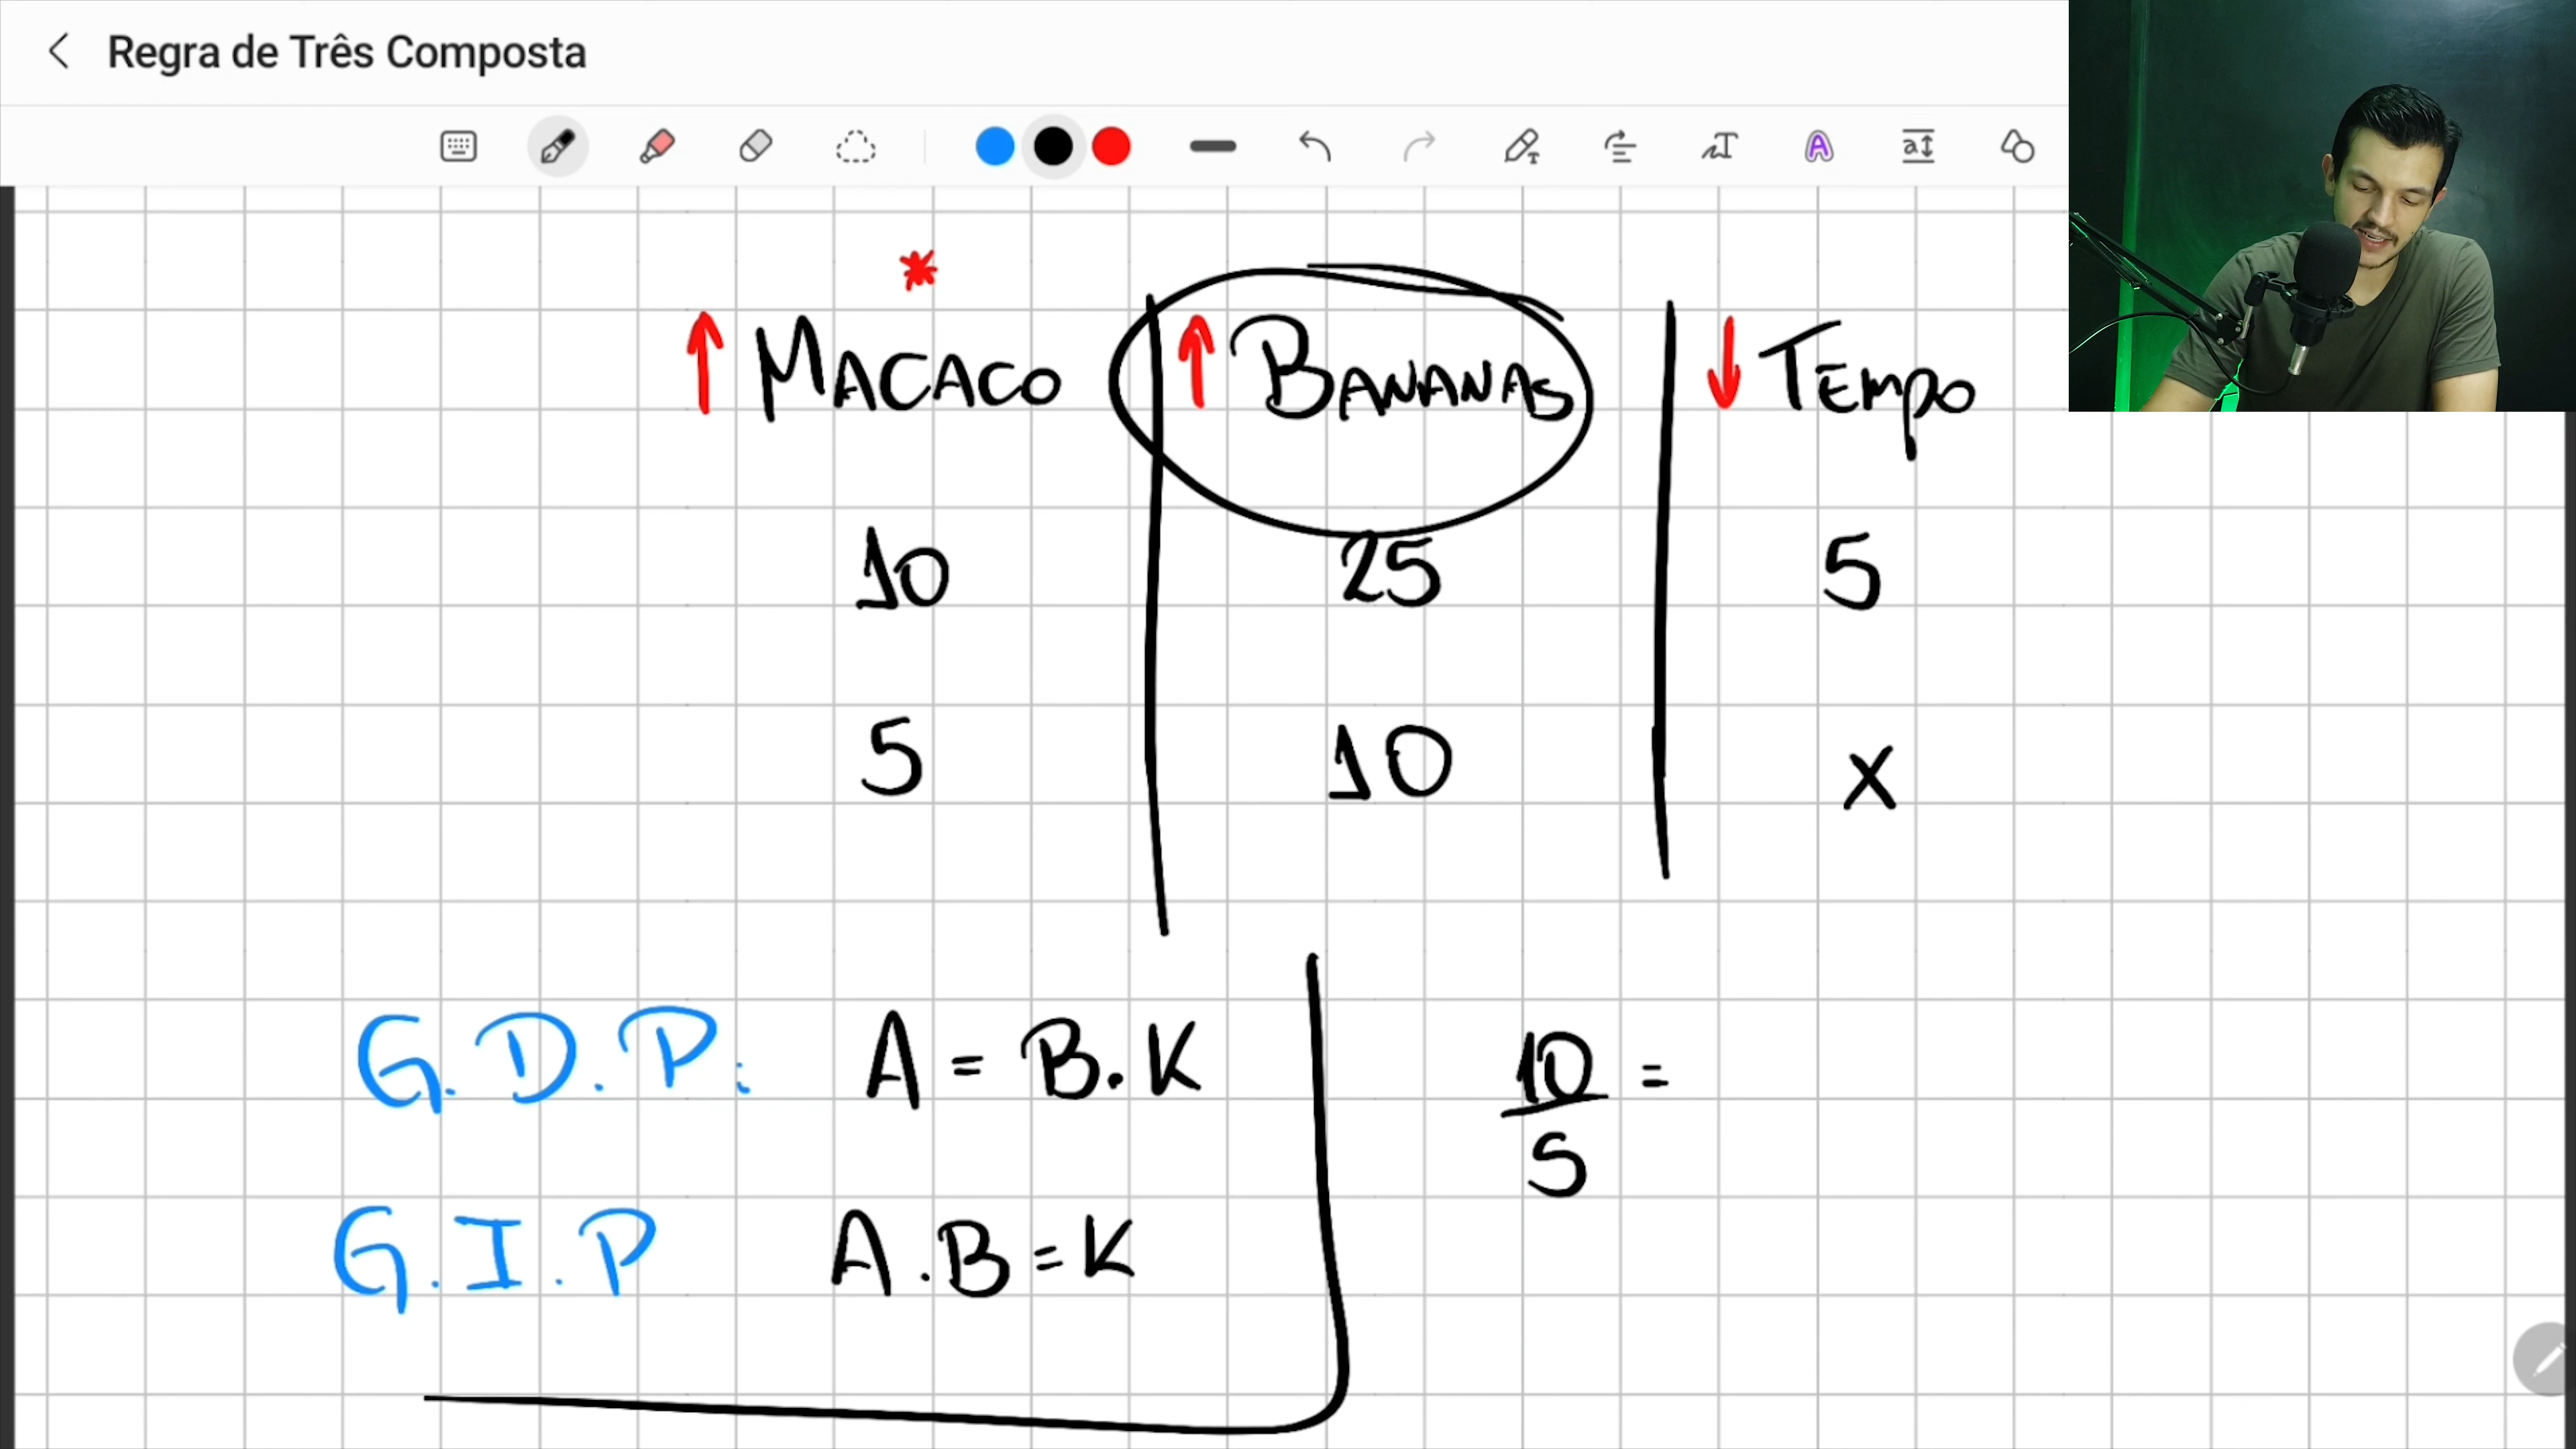 Regra de Três Composta
*
↑ MACACO ↑ BANANAS ↓ TEMPO
10 25 5
5 10 x
G.D.P: A = B.K
G.I.P A.B = K
10/5 =